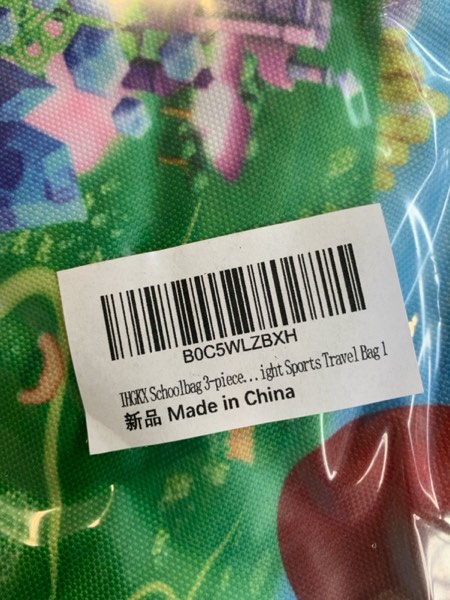 B0C5WLZBXH
IHGKX Schoolbag 3-piece... ight Sports Travel Bag 1
新品 Made in China